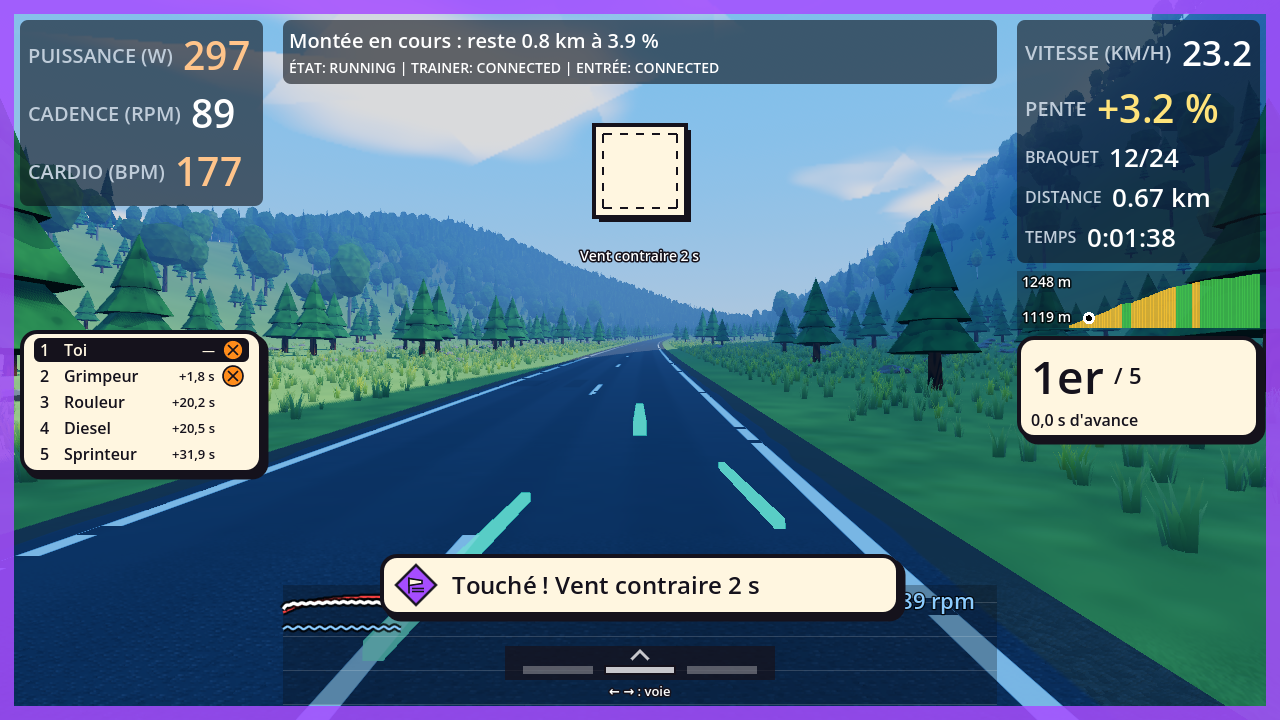 PUISSANCE (W) 297
CADENCE (RPM) 89
CARDIO (BPM) 177
Montée en cours : reste 0.8 km à 3.9 %
ÉTAT: RUNNING | TRAINER: CONNECTED | ENTRÉE: CONNECTED
VITESSE (KM/H) 23.2
PENTE +3.2 %
BRAQUET 12/24
DISTANCE 0.67 km
TEMPS 0:01:38
1248 m
1119 m
Vent contraire 2 s
1 Toi —
2 Grimpeur +1,8 s
3 Rouleur +20,2 s
4 Diesel +20,5 s
5 Sprinteur +31,9 s
1er / 5
0,0 s d'avance
Touché ! Vent contraire 2 s
89 rpm
← → : voie